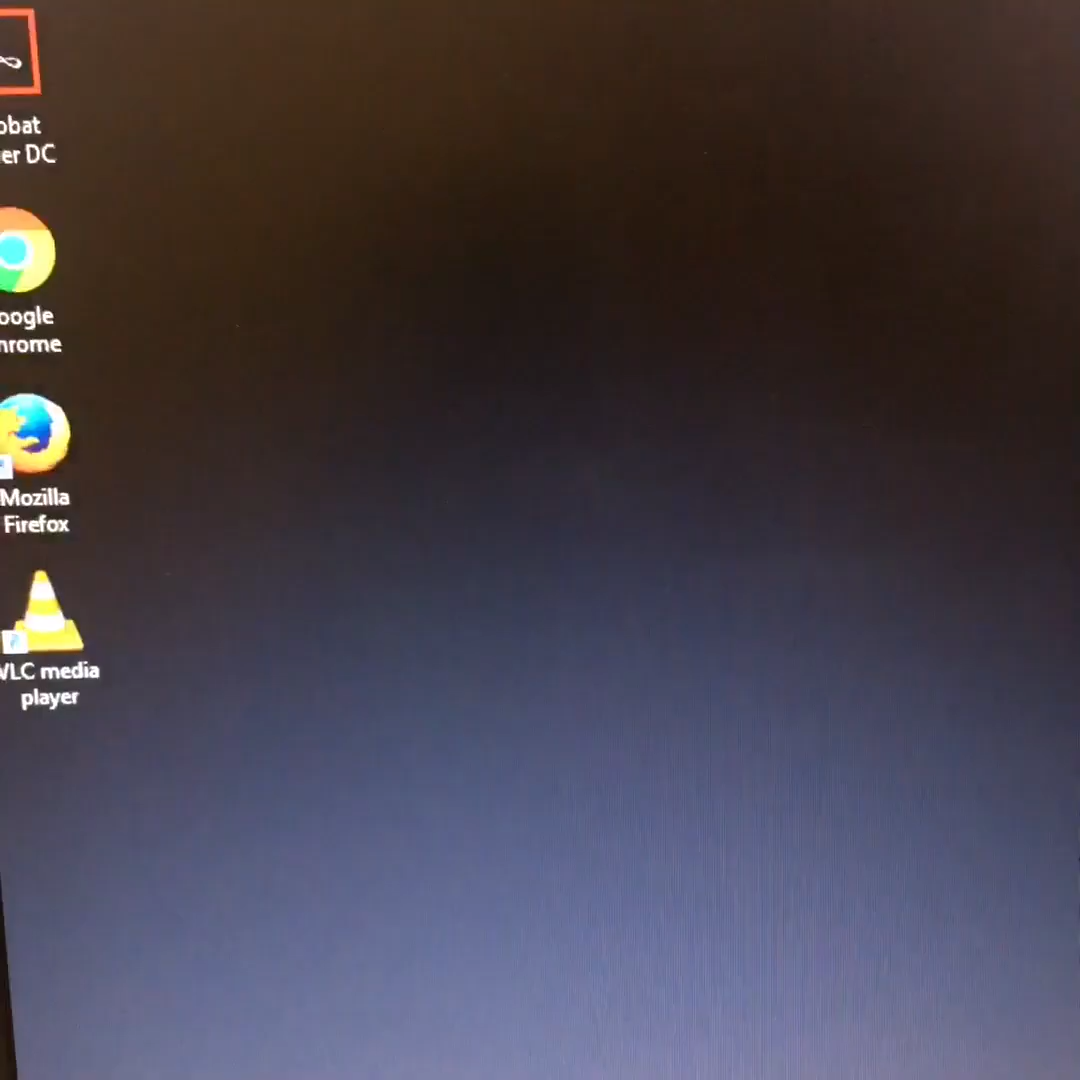 obat
er DC
oogle
hrome
Mozilla
Firefox
VLC media
player